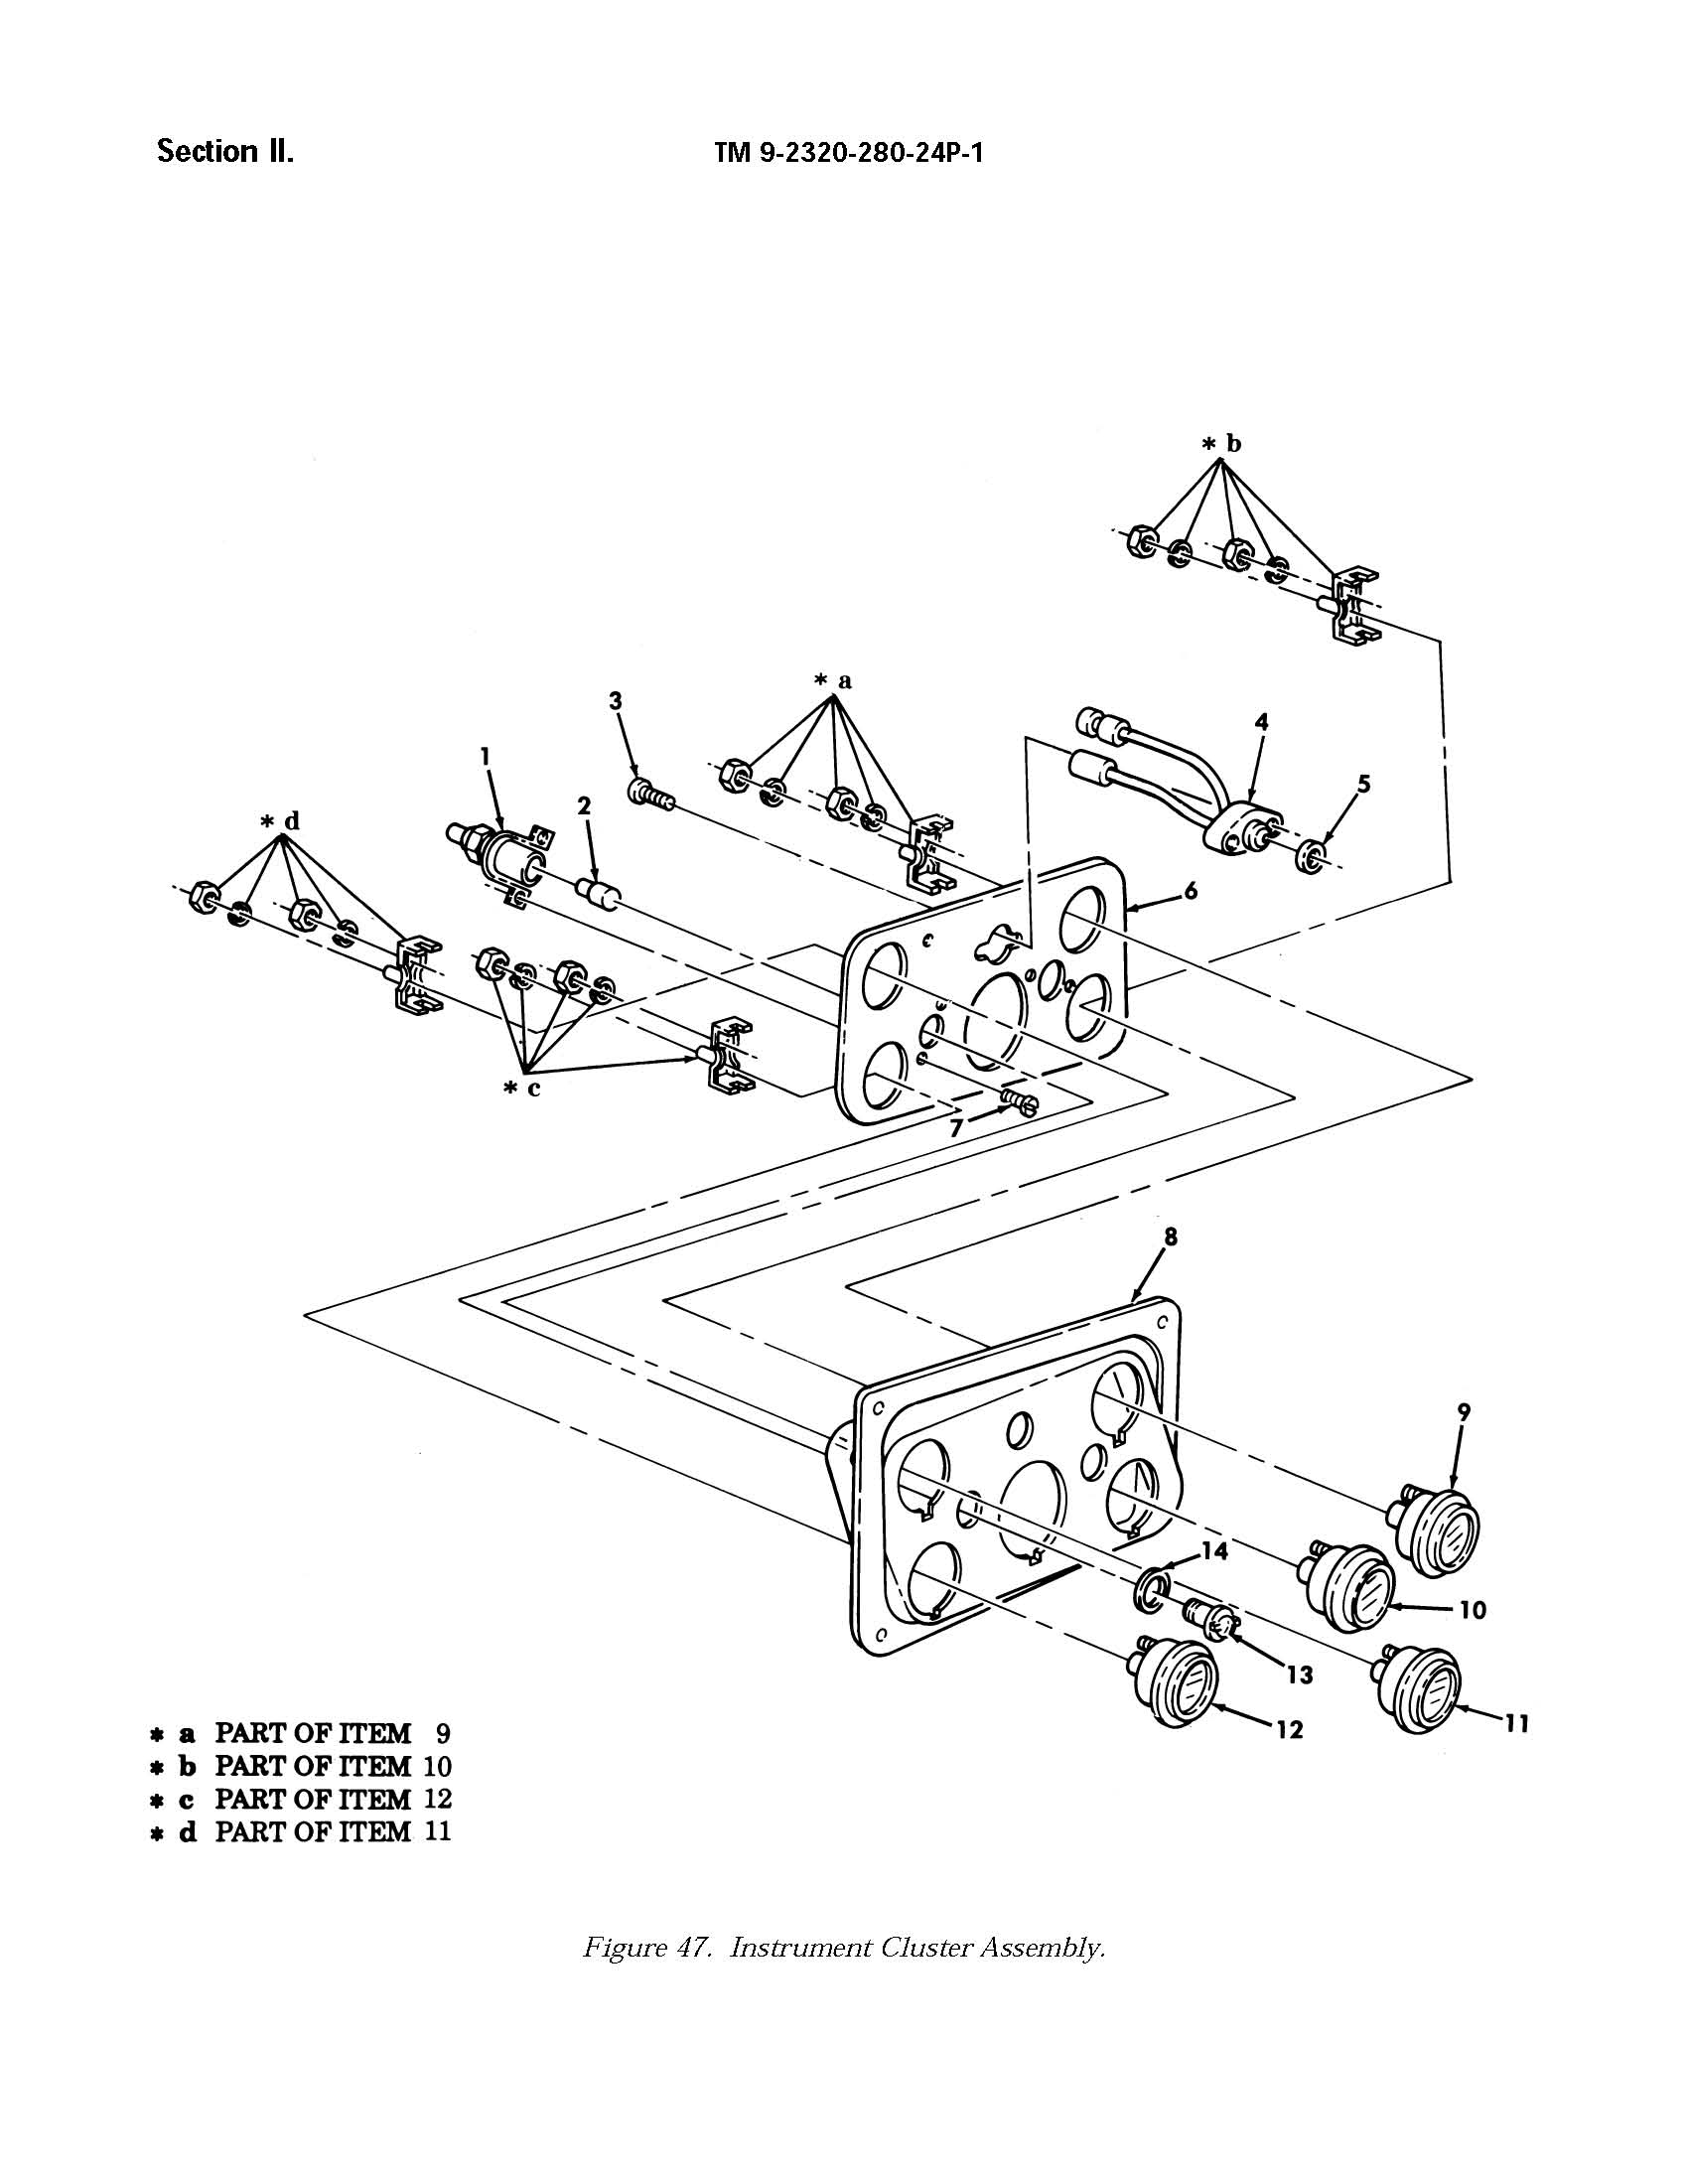 Section II.
TM 9-2320-280-24P-1
* b
* a
3
4
1
5
2
* d
6
* c
7
8
9
14
10
13
11
12
* a PART OF ITEM 9
* b PART OF ITEM 10
* c PART OF ITEM 12
* d PART OF ITEM 11
Figure 47. Instrument Cluster Assembly.